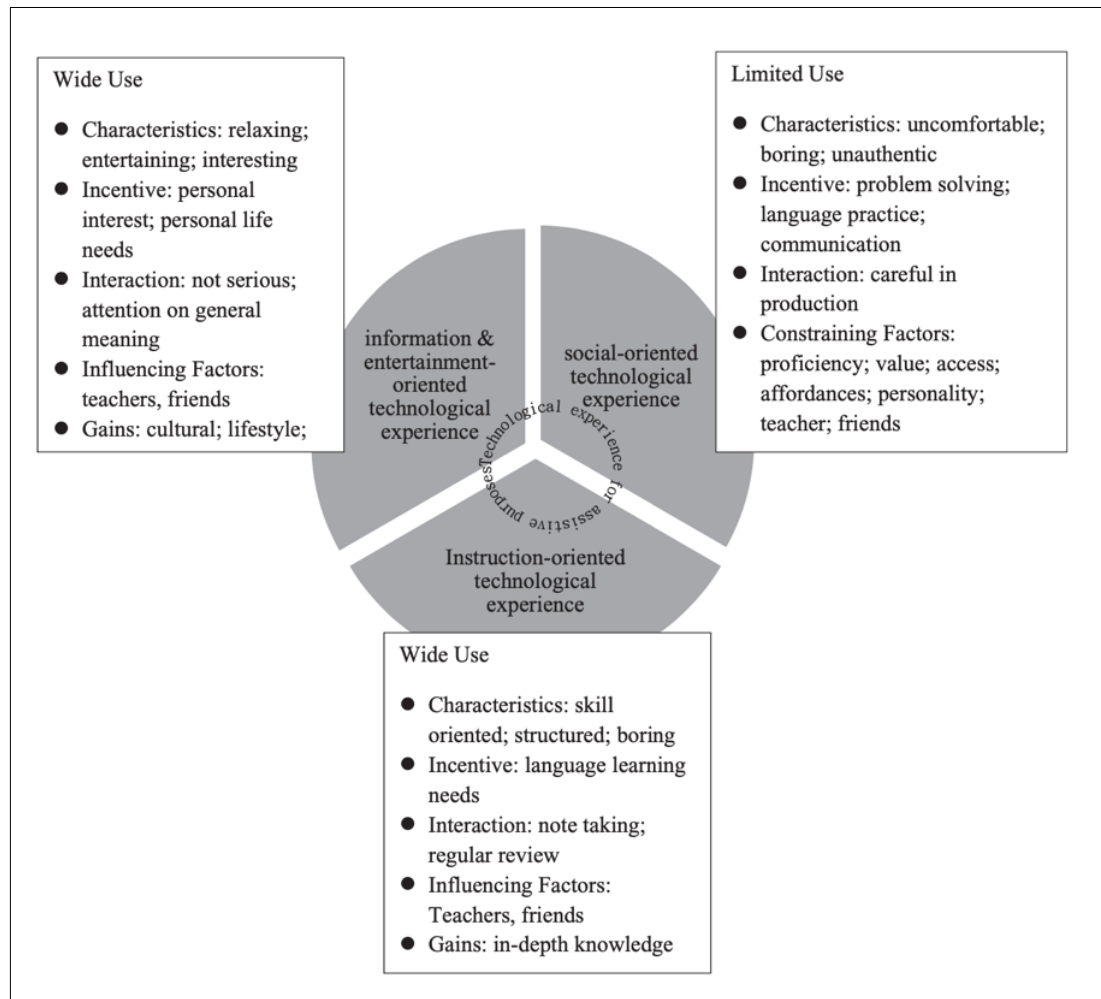 Wide Use
● Characteristics: relaxing;
entertaining; interesting
● Incentive: personal
interest; personal life
needs
● Interaction: not serious;
attention on general
meaning
● Influencing Factors:
teachers, friends
● Gains: cultural; lifestyle;
Limited Use
● Characteristics: uncomfortable;
boring; unauthentic
● Incentive: problem solving;
language practice;
communication
● Interaction: careful in
production
● Constraining Factors:
proficiency; value; access;
affordances; personality;
teacher; friends
information &
entertainment-
oriented
technological
experience
social-oriented
technological
experience
Technological experience for assistive purposes
Instruction-oriented
technological
experience
Wide Use
● Characteristics: skill
oriented; structured; boring
● Incentive: language learning
needs
● Interaction: note taking;
regular review
● Influencing Factors:
Teachers, friends
● Gains: in-depth knowledge